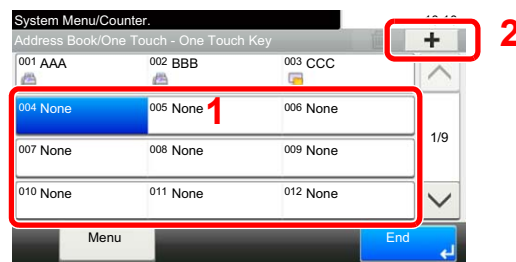 System Menu/Counter.
Address Book/One Touch - One Touch Key
+
2
001 AAA 002 BBB 003 CCC
004 None 005 None 1 006 None
1/9
007 None 008 None 009 None
010 None 011 None 012 None
Menu End